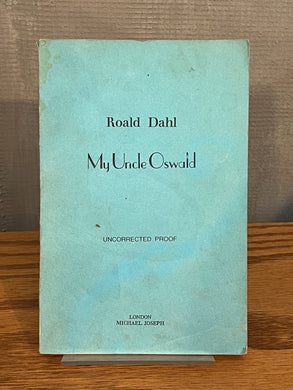 Roald Dahl
My Uncle Oswald
UNCORRECTED PROOF
LONDON
MICHAEL JOSEPH